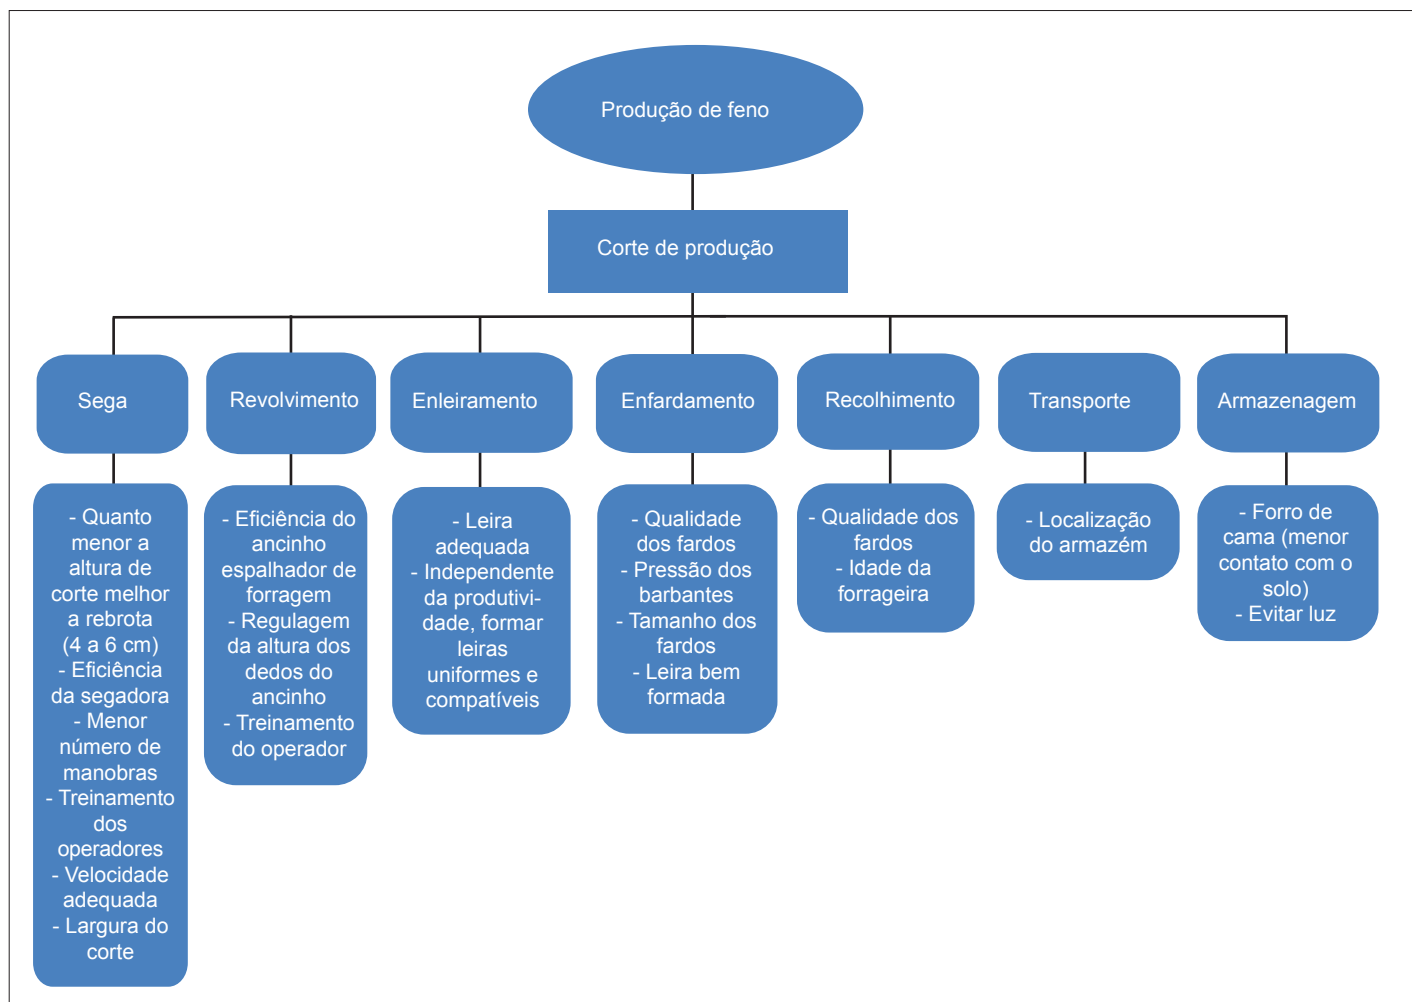 Produção de feno
Corte de produção
Sega
Revolvimento
Enleiramento
Enfardamento
Recolhimento
Transporte
Armazenagem
- Quanto
menor a
altura de
corte melhor
a rebrota
(4 a 6 cm)
- Eficiência
da segadora
- Menor
número de
manobras
- Treinamento
dos
operadores
- Velocidade
adequada
- Largura do
corte
- Eficiência do
ancinho
espalhador de
forragem
- Regulagem
da altura dos
dedos do
ancinho
- Treinamento
do operador
- Leira
adequada
- Independente
da produtivi-
dade, formar
leiras
uniformes e
compatíveis
- Qualidade
dos fardos
- Pressão dos
barbantes
- Tamanho dos
fardos
- Leira bem
formada
- Qualidade dos
fardos
- Idade da
forrageira
- Localização
do armazém
- Forro de
cama (menor
contato com o
solo)
- Evitar luz